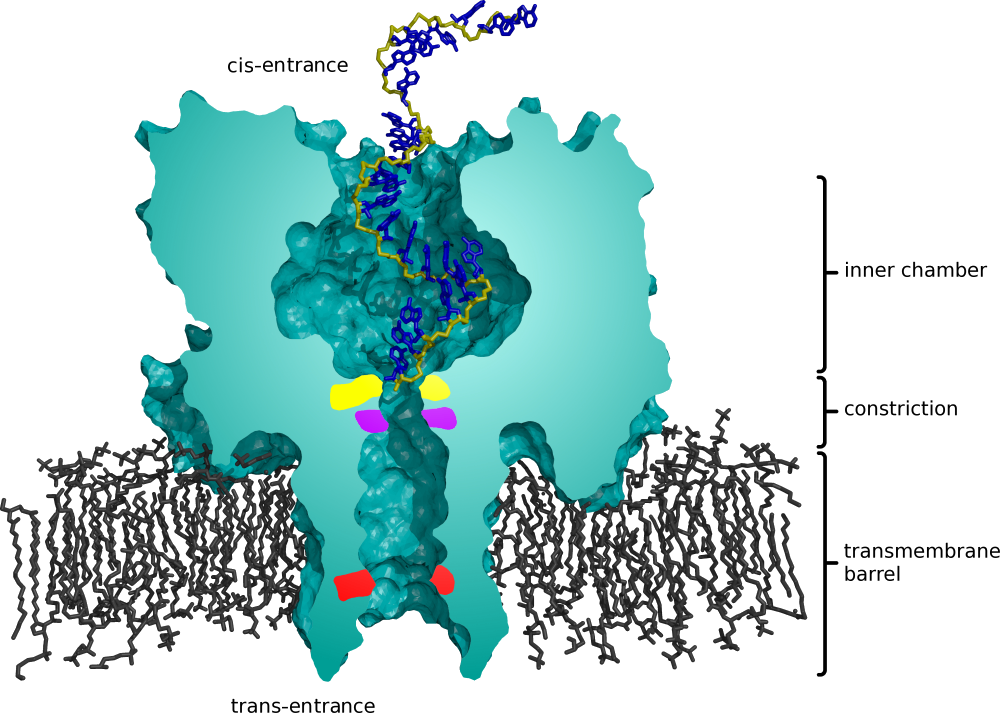 cis-entrance
inner chamber
constriction
transmembrane
barrel
trans-entrance